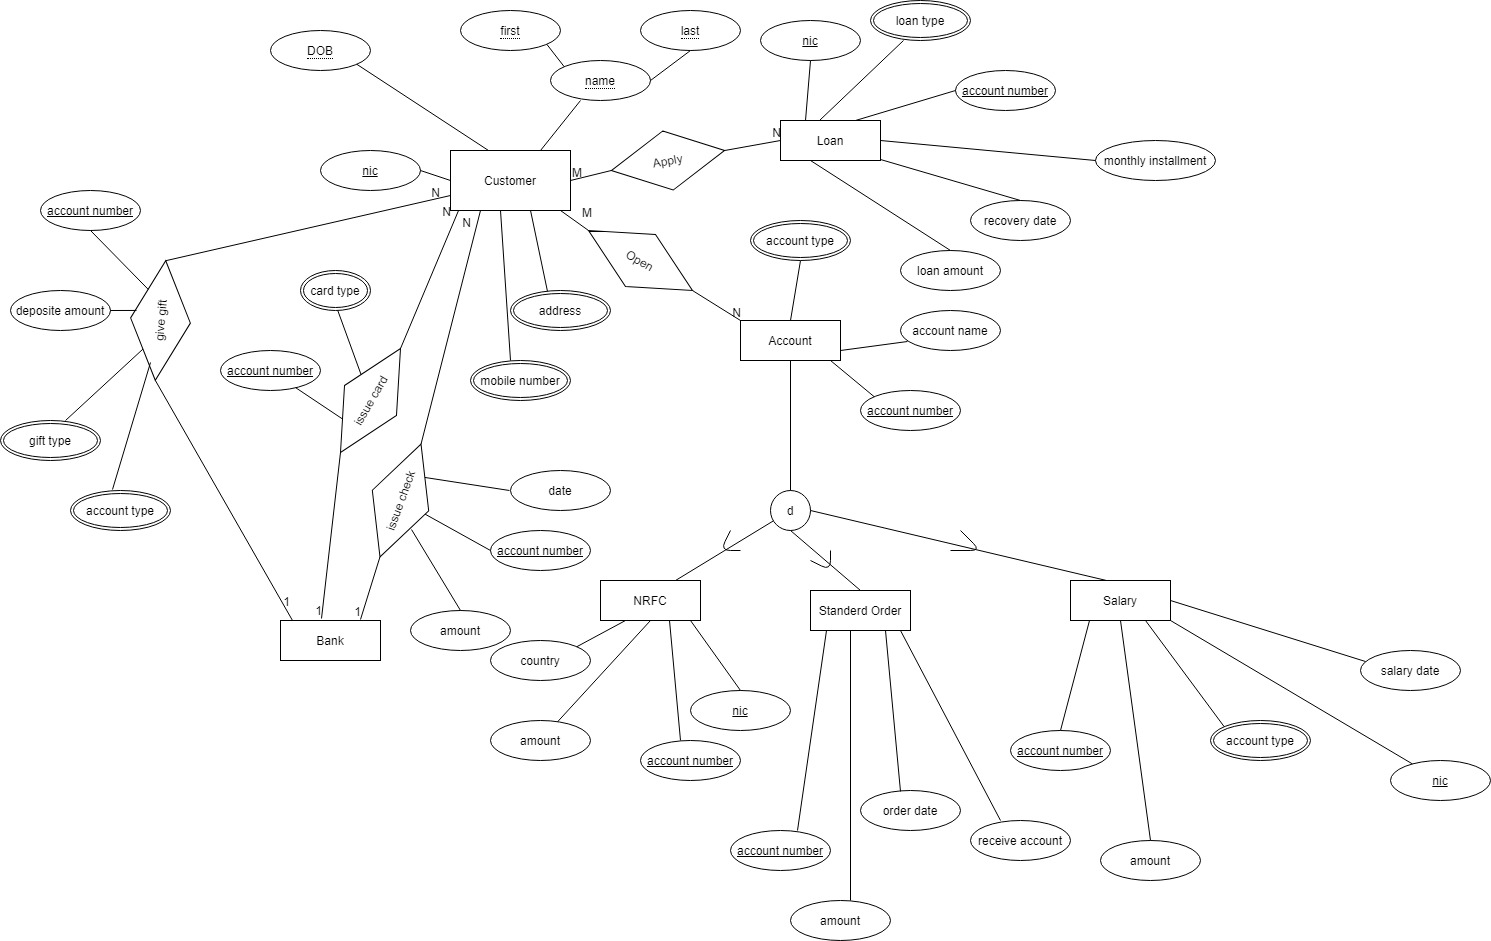 loan type
first
last
nic
DOB
name
account number
N
Loan
Apply
monthly installment
nic
M
Customer
N
account number
N
N
M
recovery date
Open
account type
loan amount
card type
deposite amount
give gift
address
N
account name
Account
account number
mobile number
issue card
account number
gift type
date
issue check
account type
d
account number
1
1
1
NRFC
Standerd Order
Salary
Bank
amount
country
salary date
nic
amount
account number
account number
account type
nic
order date
receive account
account number
amount
amount